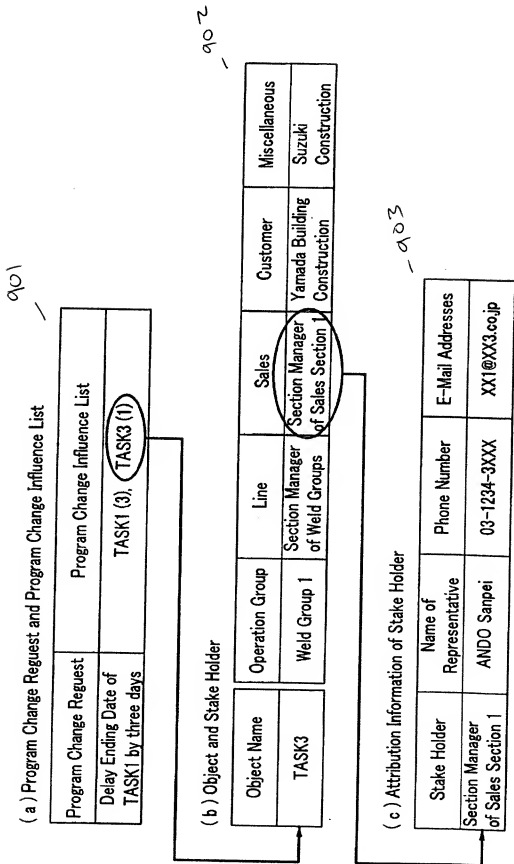 901
(a) Program Change Reguest and Program Change Influence List
Program Change Reguest
Program Change Influence List
Delay Ending Date of
TASK1 by three days
TASK1 (3), TASK3 (1)
902
(b) Object and Stake Holder
Object Name
Operation Group
Line
Sales
Customer
Miscellaneous
TASK3
Weld Group 1
Section Manager
of Weld Groups
Section Manager
of Sales Section 1
Yamada Building
Construction
Suzuki
Construction
903
(c) Attribution Information of Stake Holder
Stake Holder
Name of
Representative
Phone Number
E-Mail Addresses
Section Manager
of Sales Section 1
ANDO Sanpei
03-1234-3XXX
XX1@XX3.co.jp